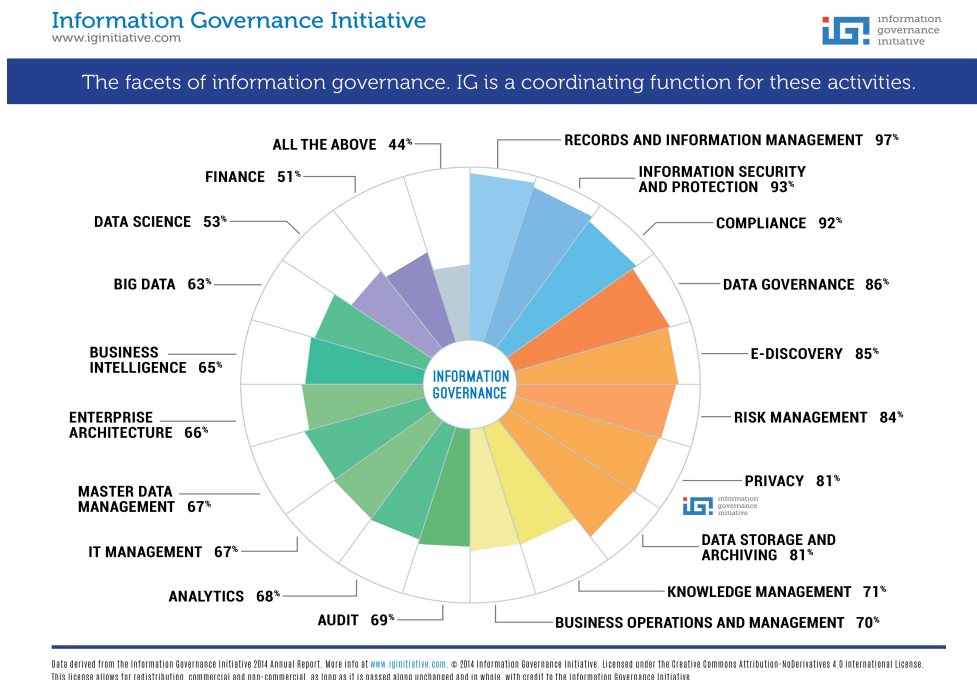 Information Governance Initiative
www.iginitiative.com
iG!
information
governance
initiative
The facets of information governance. IG is a coordinating function for these activities.
ALL THE ABOVE 44%
RECORDS AND INFORMATION MANAGEMENT 97%
FINANCE 51%
INFORMATION SECURITY
AND PROTECTION 93%
DATA SCIENCE 53%
COMPLIANCE 92%
BIG DATA 63%
DATA GOVERNANCE 86%
BUSINESS
INTELLIGENCE 65%
E-DISCOVERY 85%
INFORMATION
GOVERNANCE
ENTERPRISE
ARCHITECTURE 66%
RISK MANAGEMENT 84%
MASTER DATA
MANAGEMENT 67%
PRIVACY 81%
iG!
information
governance
initiative
IT MANAGEMENT 67%
DATA STORAGE AND
ARCHIVING 81%
ANALYTICS 68%
KNOWLEDGE MANAGEMENT 71%
AUDIT 69%
BUSINESS OPERATIONS AND MANAGEMENT 70%
Data derived from the Information Governance Initiative 2014 Annual Report. More info at www.iginitiative.com. © 2014 Information Governance Initiative. Licensed under the Creative Commons Attribution-NoDerivatives 4.0 International License.
This license allows for redistribution, commercial and non-commercial, as long as it is passed along unchanged and in whole, with credit to the Information Governance Initiative